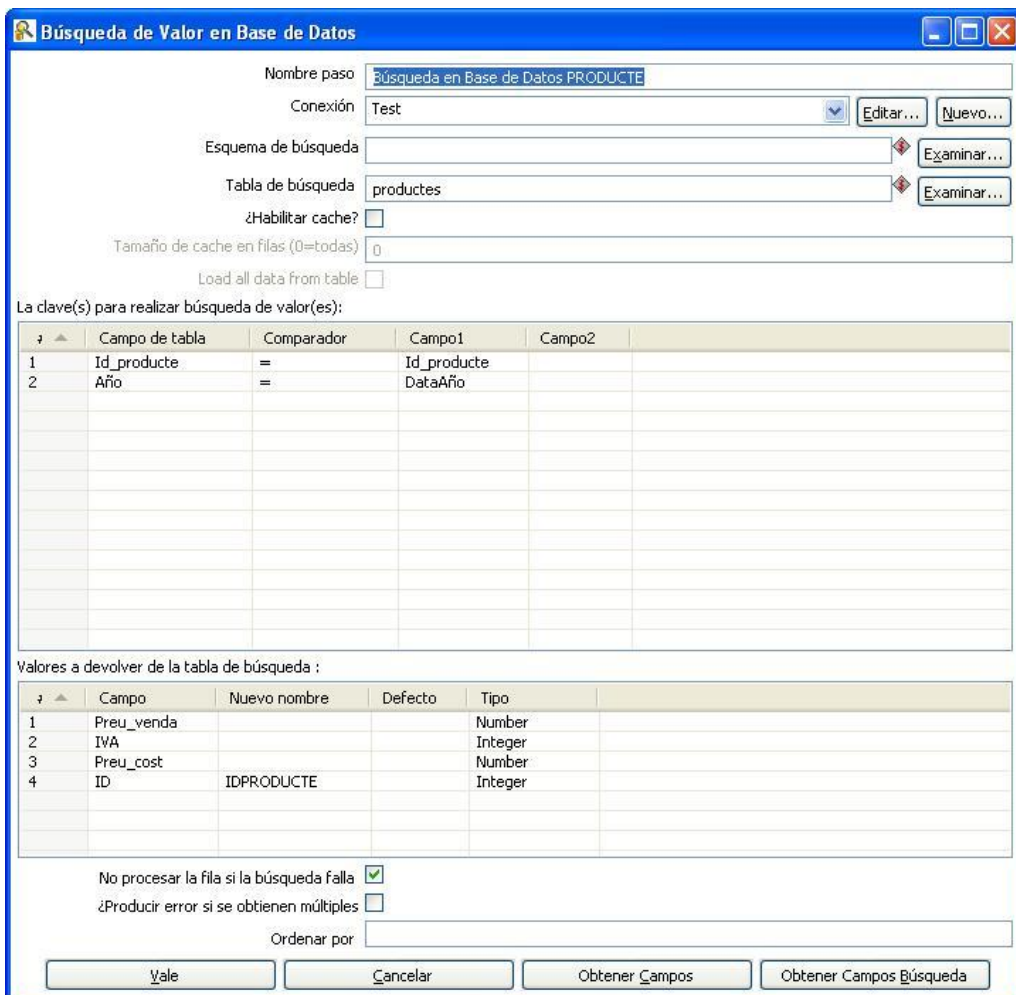 Búsqueda de Valor en Base de Datos
Nombre paso Búsqueda en Base de Datos PRODUCTE
Conexión Test Editar... Nuevo...
Esquema de búsqueda Examinar...
Tabla de búsqueda productes Examinar...
¿Habilitar cache?
Tamaño de cache en filas (0=todas) 0
Load all data from table
La clave(s) para realizar búsqueda de valor(es):
Campo de tabla Comparador Campo1 Campo2
1 Id_producte = Id_producte
2 Año = DataAño
Valores a devolver de la tabla de búsqueda :
Campo Nuevo nombre Defecto Tipo
1 Preu_venda Number
2 IVA Integer
3 Preu_cost Number
4 ID IDPRODUCTE Integer
No procesar la fila si la búsqueda falla
¿Producir error si se obtienen múltiples
Ordenar por
Vale Cancelar Obtener Campos Obtener Campos Búsqueda